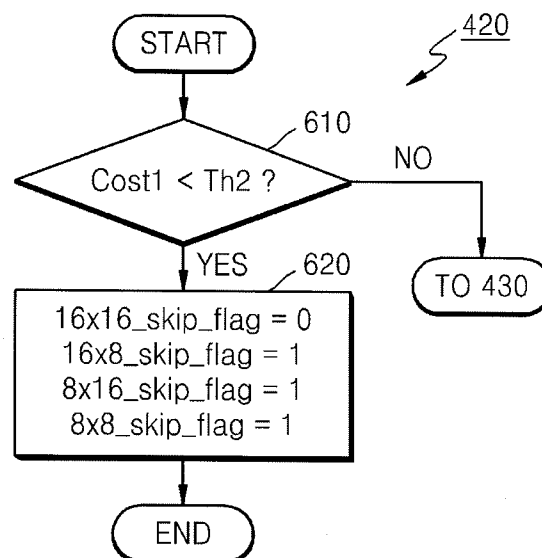 START
420
610
Cost1 < Th2 ?
NO
YES
620
TO 430
16x16_skip_flag = 0
16x8_skip_flag = 1
8x16_skip_flag = 1
8x8_skip_flag = 1
END